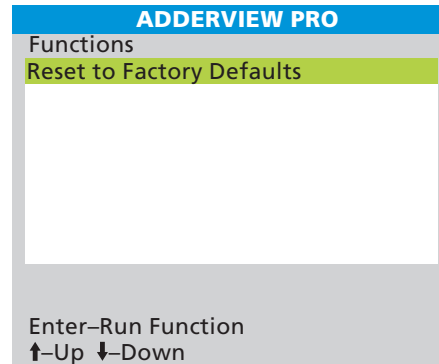 ADDERVIEW PRO
Functions
Reset to Factory Defaults
Enter–Run Function
⬆–Up ⬇–Down